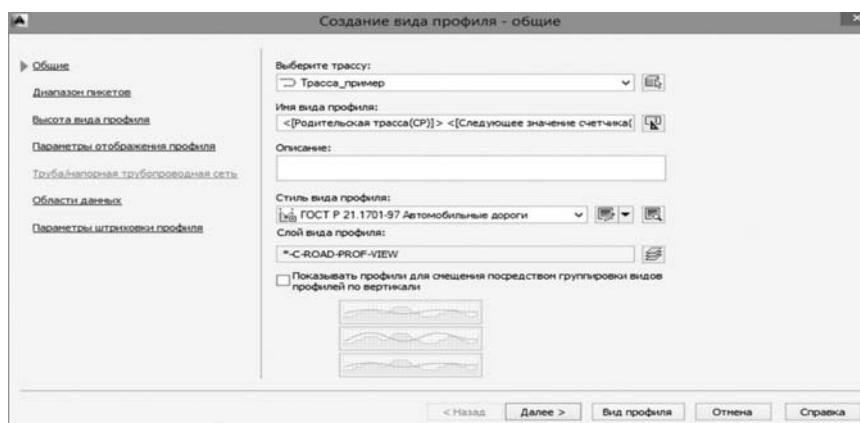 Создание вида профиля - общие
Общие
Диапазон пикетов
Высота вида профиля
Параметры отображения профиля
Труба/напорная трубопроводная сеть
Области данных
Параметры штриховки профиля
Выберите трассу:
Трасса_пример
Имя вида профиля:
<[Родительская трасса(CP)]> <[Следующее значение счетчика(
Описание:
Стиль вида профиля:
ГОСТ Р 21.1701-97 Автомобильные дороги
Слой вида профиля:
*-C-ROAD-PROF-VIEW
Показывать профили для смещения посредством группировки видов
профилей по вертикали
< Назад
Далее >
Вид профиля
Отмена
Справка